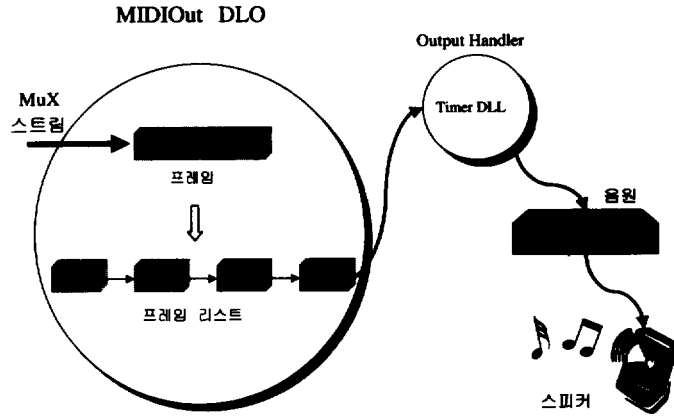 MIDIOut DLO
Output Handler
Timer DLL
MuX
스트림
프레임
음원
프레임 리스트
스피커